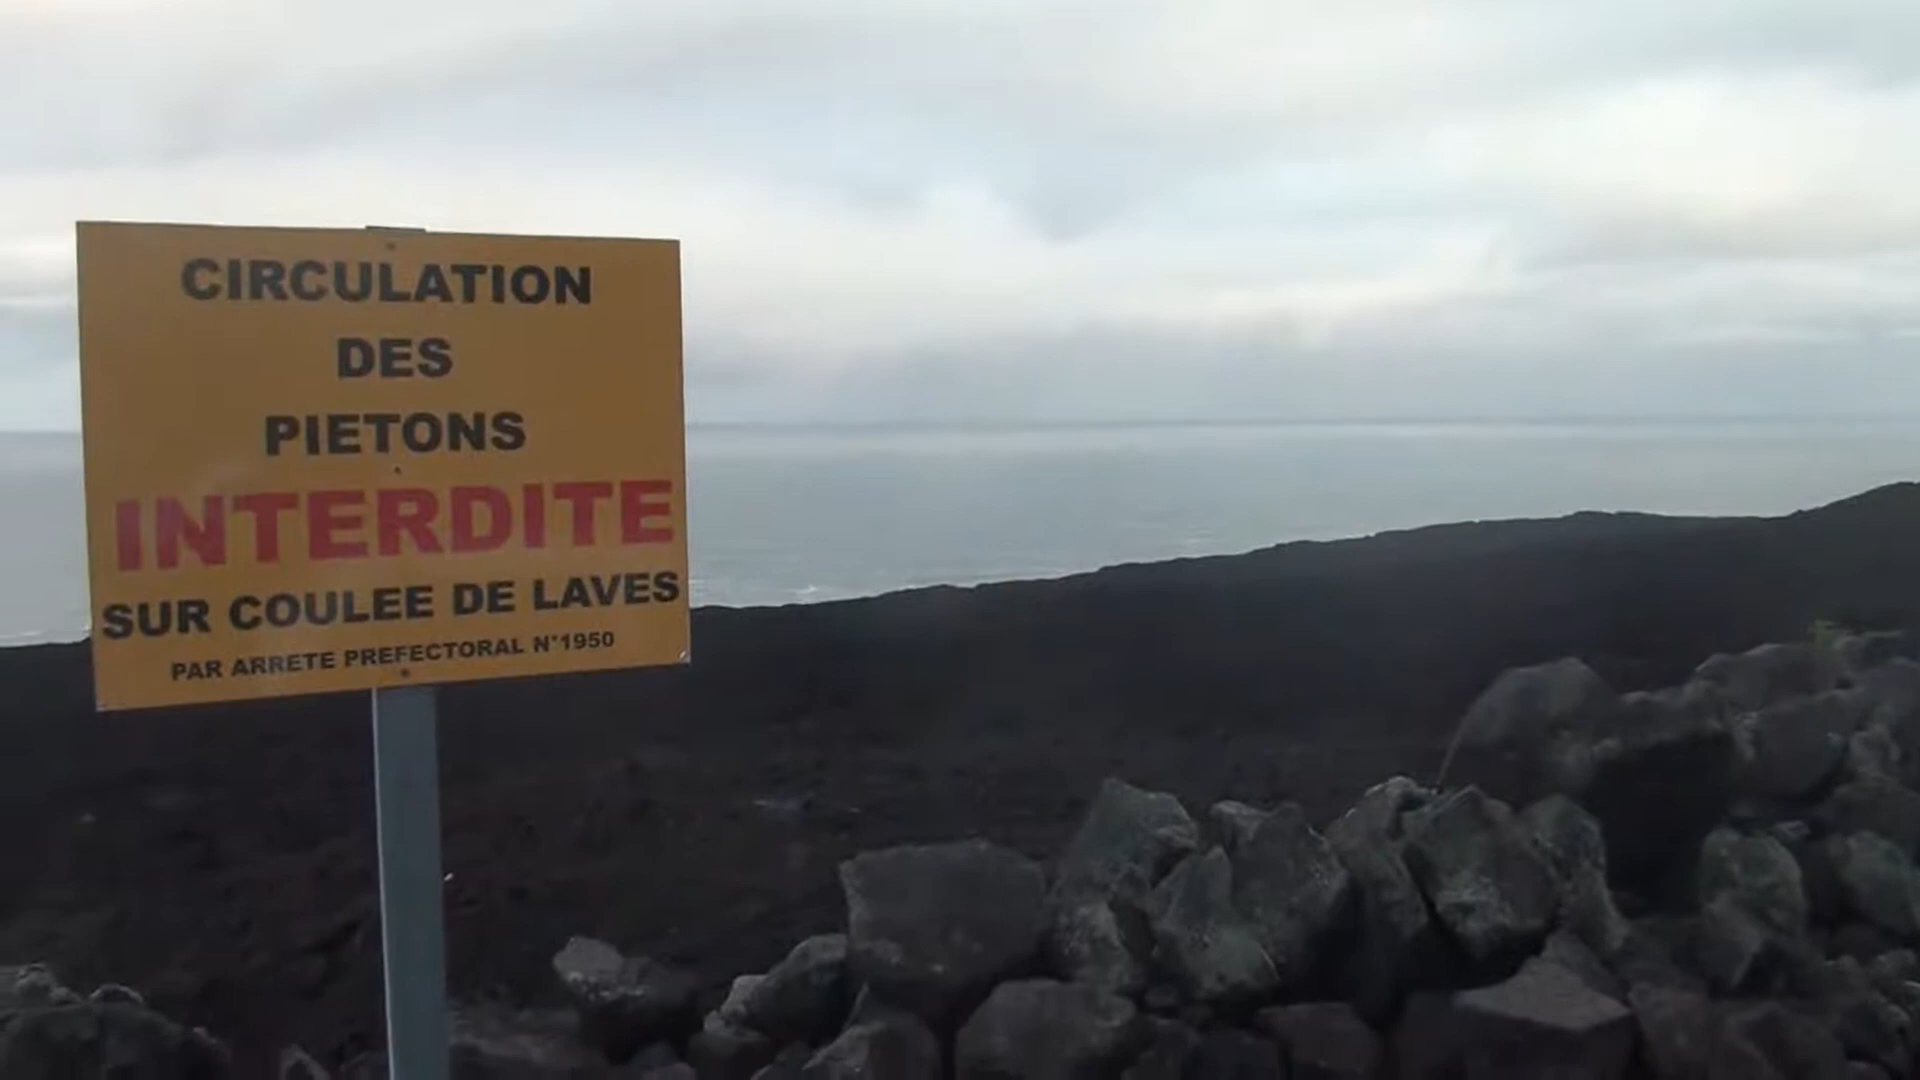 CIRCULATION
DES
PIETONS
INTERDITE
SUR COULEE DE LAVES
PAR ARRETE PREFECTORAL N°1950